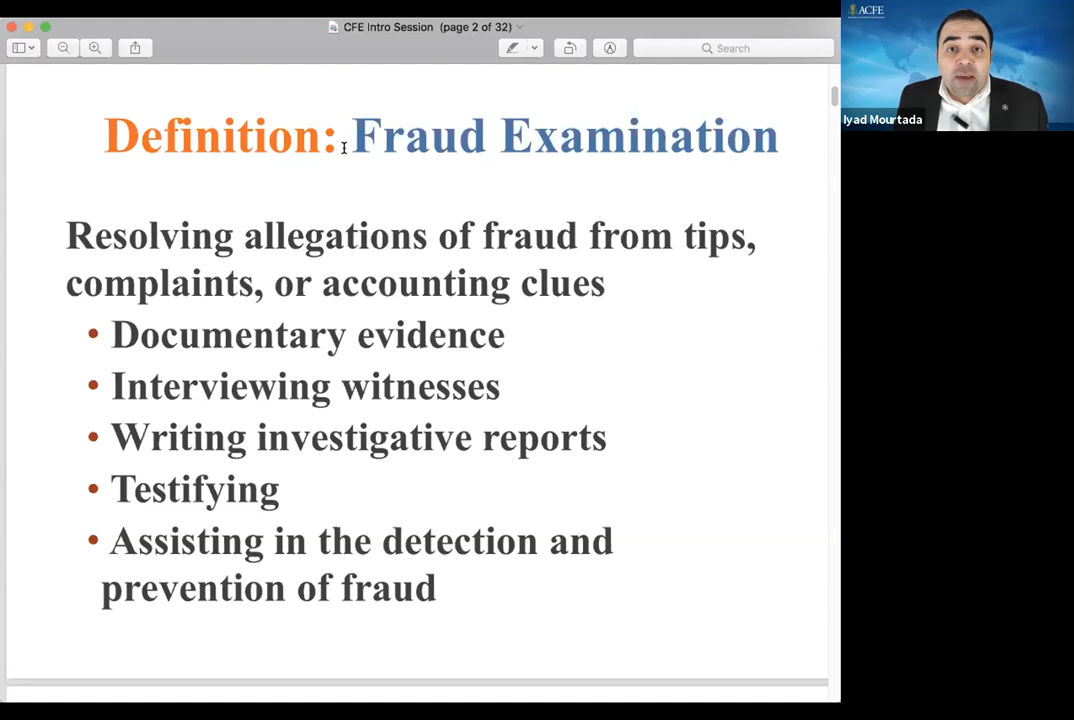 CFE Intro Session (page 2 of 32)
Search
ACFE
Iyad Mourtada
Definition: Fraud Examination
Resolving allegations of fraud from tips,
complaints, or accounting clues
• Documentary evidence
• Interviewing witnesses
• Writing investigative reports
• Testifying
• Assisting in the detection and
prevention of fraud